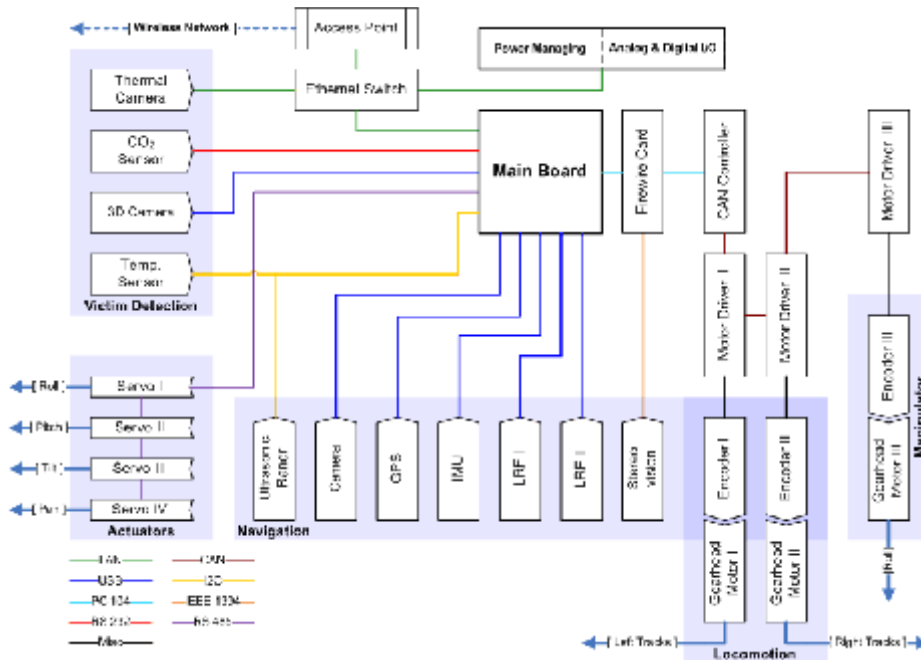 [ Wireless Network ]
Access Point
Power Managing
Analog & Digital I/O
Thermal
Camera
Ethernet Switch
CO₂
Sensor
Main Board
Firewire Card
CAN Controller
Motor Driver III
3D Camera
Temp.
Sensor
Victim Detection
Motor Driver I
Motor Driver II
Encoder III
Gearhead
Motor III
Manipulator
[ Roll ]
Servo I
[ Pitch ]
Servo II
[ Tilt ]
Servo III
[ Pan ]
Servo IV
Actuators
Ultrasonic
Camera
GPS
IMU
LRF I
LRF I
Stereo
Vision
Encoder I
Encoder II
Navigation
Gearhead
Motor I
Gearhead
Motor II
[Roll]
LAN
CAN
USB
I2C
PC 104
IEEE 1394
RS 232
RS 485
Misc
[ Left Tracks ]
[ Right Tracks ]
Locomotion